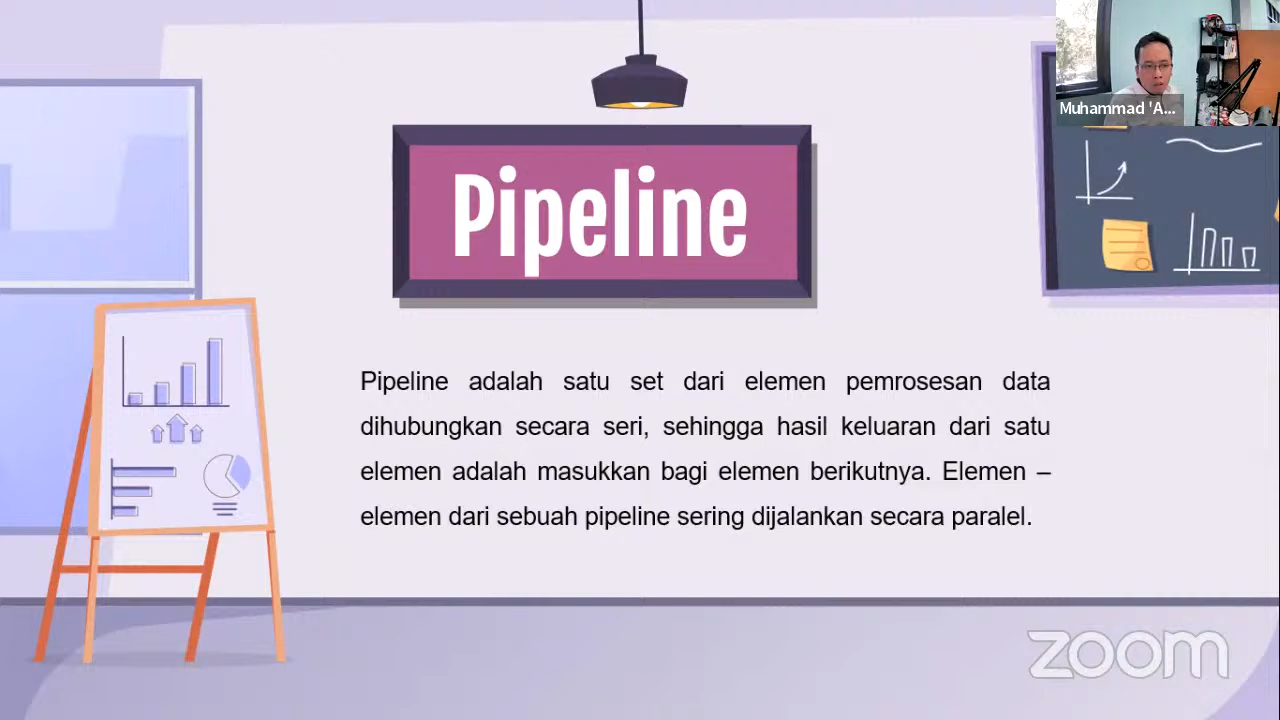 Muhammad 'A...
Pipeline
Pipeline adalah satu set dari elemen pemrosesan data
dihubungkan secara seri, sehingga hasil keluaran dari satu
elemen adalah masukkan bagi elemen berikutnya. Elemen –
elemen dari sebuah pipeline sering dijalankan secara paralel.
zoom